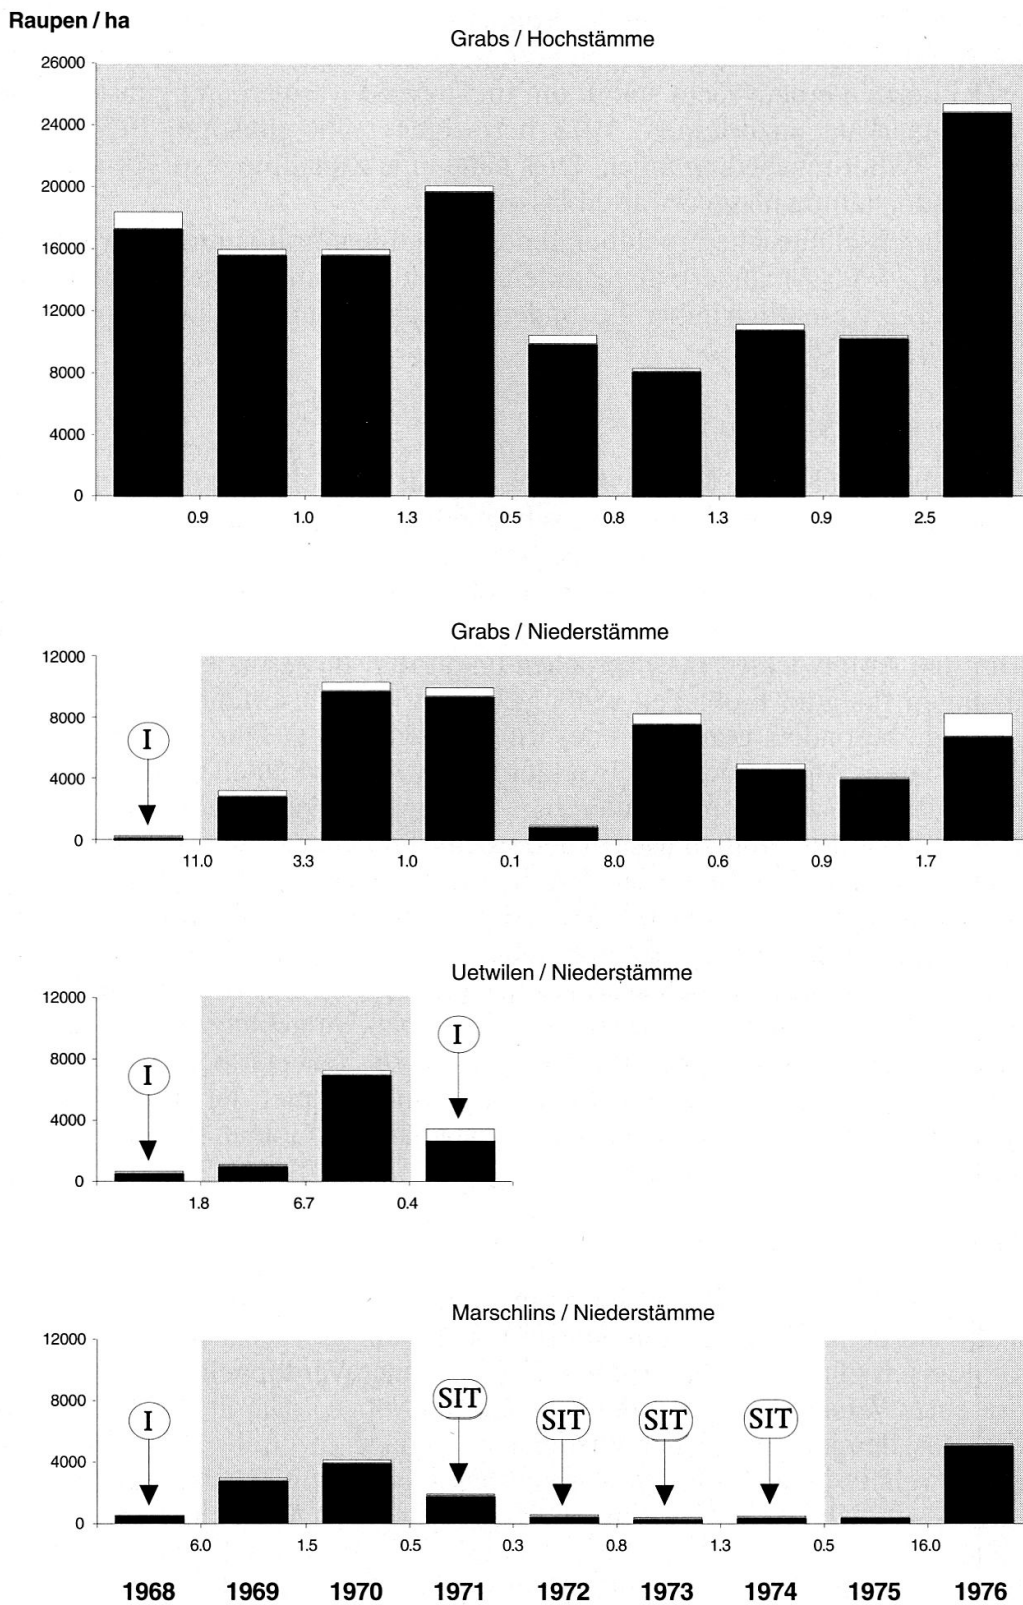 Raupen / ha
Grabs / Hochstämme
26000
24000
20000
16000
12000
8000
4000
0
0.9 1.0 1.3 0.5 0.8 1.3 0.9 2.5
Grabs / Niederstämme
12000
8000
I
4000
0
11.0 3.3 1.0 0.1 8.0 0.6 0.9 1.7
Uetwilen / Niederstämme
12000
I
8000
I
4000
0
1.8 6.7 0.4
Marschlins / Niederstämme
12000
8000
I SIT SIT SIT SIT
4000
0
6.0 1.5 0.5 0.3 0.8 1.3 0.5 16.0
1968 1969 1970 1971 1972 1973 1974 1975 1976